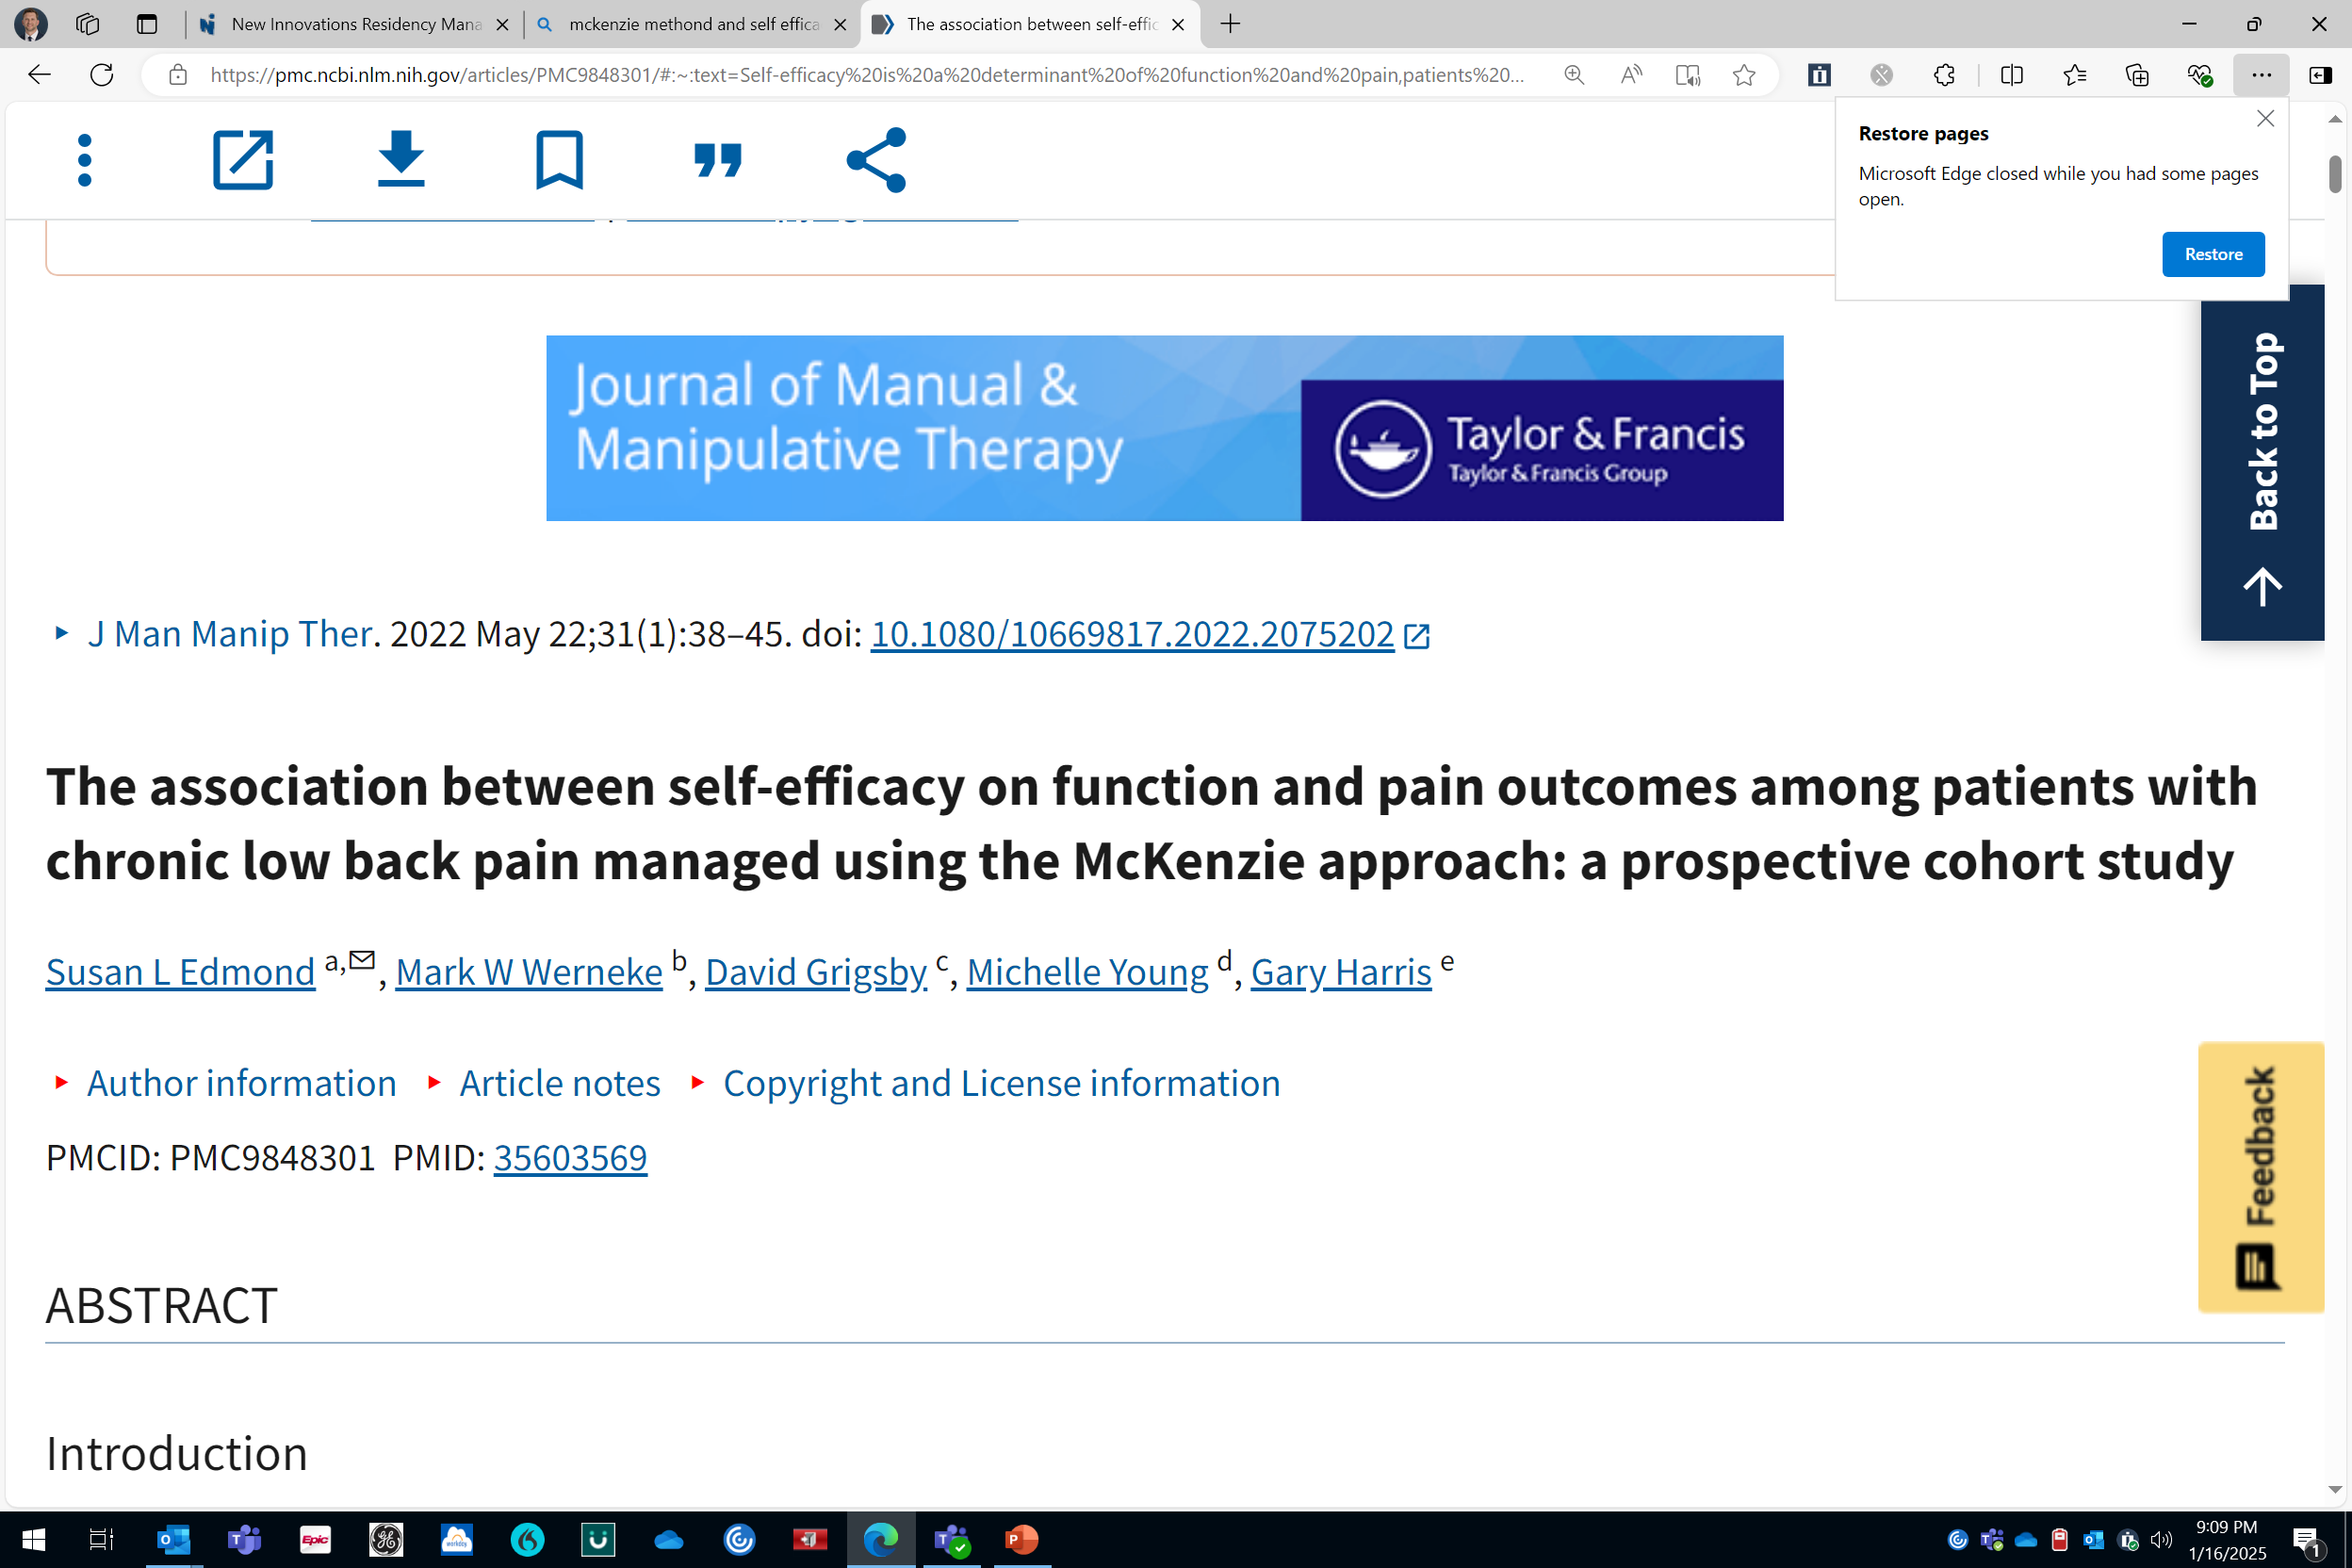 New Innovations Residency Mana
mckenzie methond and self effica
The association between self-effic
https://pmc.ncbi.nlm.nih.gov/articles/PMC9848301/#:~:text=Self-efficacy%20is%20a%20determinant%20of%20function%20and%20pain,patients%20...
Restore pages
Microsoft Edge closed while you had some pages
open.
Restore
Journal of Manual &
Manipulative Therapy
Taylor & Francis
Taylor & Francis Group
Back to Top
J Man Manip Ther. 2022 May 22;31(1):38–45. doi: 10.1080/10669817.2022.2075202
The association between self-efficacy on function and pain outcomes among patients with
chronic low back pain managed using the McKenzie approach: a prospective cohort study
Susan L Edmond a,✉, Mark W Werneke b, David Grigsby c, Michelle Young d, Gary Harris e
Author information Article notes Copyright and License information
PMCID: PMC9848301 PMID: 35603569
Feedback
ABSTRACT
Introduction
Epic
workday
9:09 PM
1/16/2025
1